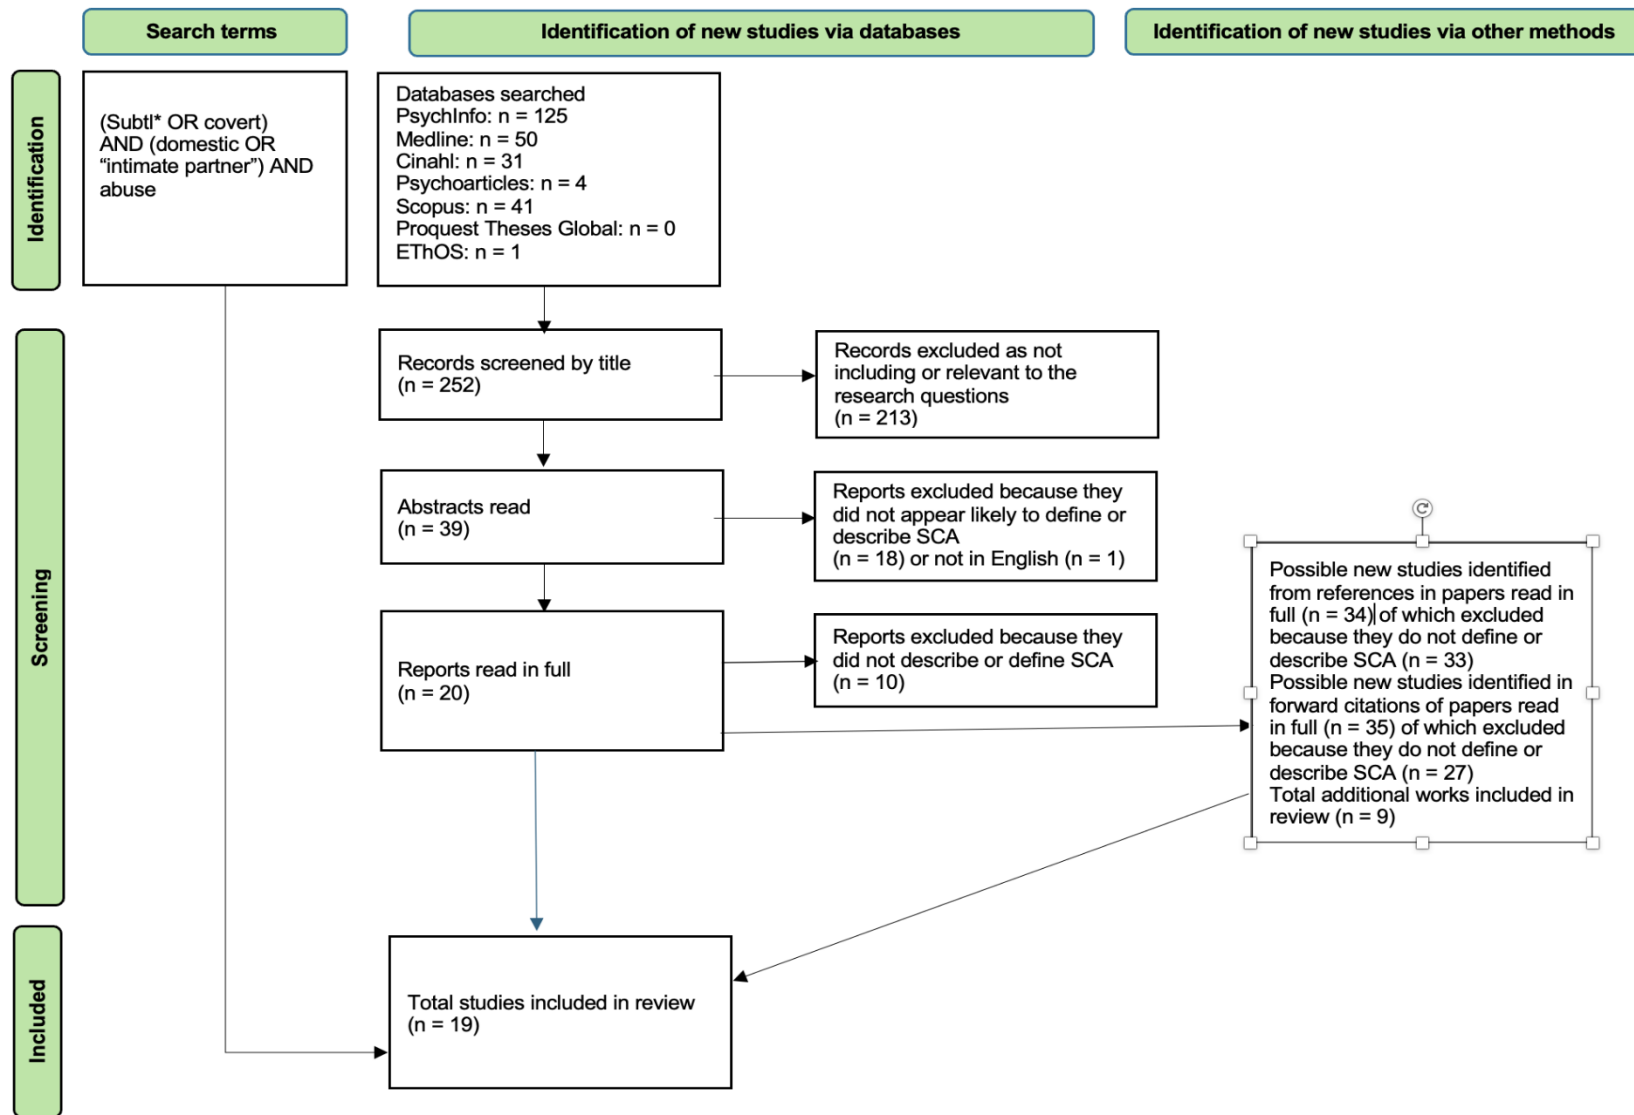 Search terms
Identification of new studies via databases
Identification of new studies via other methods
Identification
(Subtl* OR covert)
AND (domestic OR
“intimate partner”) AND
abuse
Databases searched
PsychInfo: n = 125
Medline: n = 50
Cinahl: n = 31
Psychoarticles: n = 4
Scopus: n = 41
Proquest Theses Global: n = 0
EThOS: n = 1
Screening
Records screened by title
(n = 252)
Records excluded as not
including or relevant to the
research questions
(n = 213)
Abstracts read
(n = 39)
Reports excluded because they
did not appear likely to define or
describe SCA
(n = 18) or not in English (n = 1)
Reports read in full
(n = 20)
Reports excluded because they
did not describe or define SCA
(n = 10)
Possible new studies identified
from references in papers read in
full (n = 34) of which excluded
because they do not define or
describe SCA (n = 33)
Possible new studies identified in
forward citations of papers read
in full (n = 35) of which excluded
because they do not define or
describe SCA (n = 27)
Total additional works included in
review (n = 9)
Included
Total studies included in review
(n = 19)